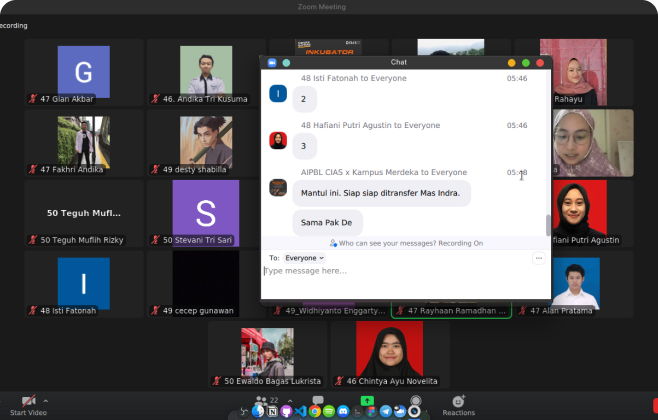 Zoom Meeting
ecording
INKUBATOR
G
47 Gian Akbar
46. Andika Tri Kusuma
Rahayu
47 Fakhri Andika
49 desty shabilla
50 Teguh Mufl...
50 Teguh Muflih Rizky
S
50 Stevani Tri Sari
fiani Putri Agustin
I
48 Isti Fatonah
49 cecep gunawan
49_Widhiyanto Enggarty...
47 Rayhaan Ramadhan ...
47 Alan Pratama
50 Ewaldo Bagas Lukrista
46 Chintya Ayu Novelita
Chat
48 Isti Fatonah to Everyone
05:46
I
2
48 Hafiani Putri Agustin to Everyone
05:46
3
AIPBL CIAS x Kampus Merdeka to Everyone
Mantul ini. Siap siap ditransfer Mas Indra.
Sama Pak De
Who can see your messages? Recording On
To: Everyone
Type message here...
Start Video
22
Reactions